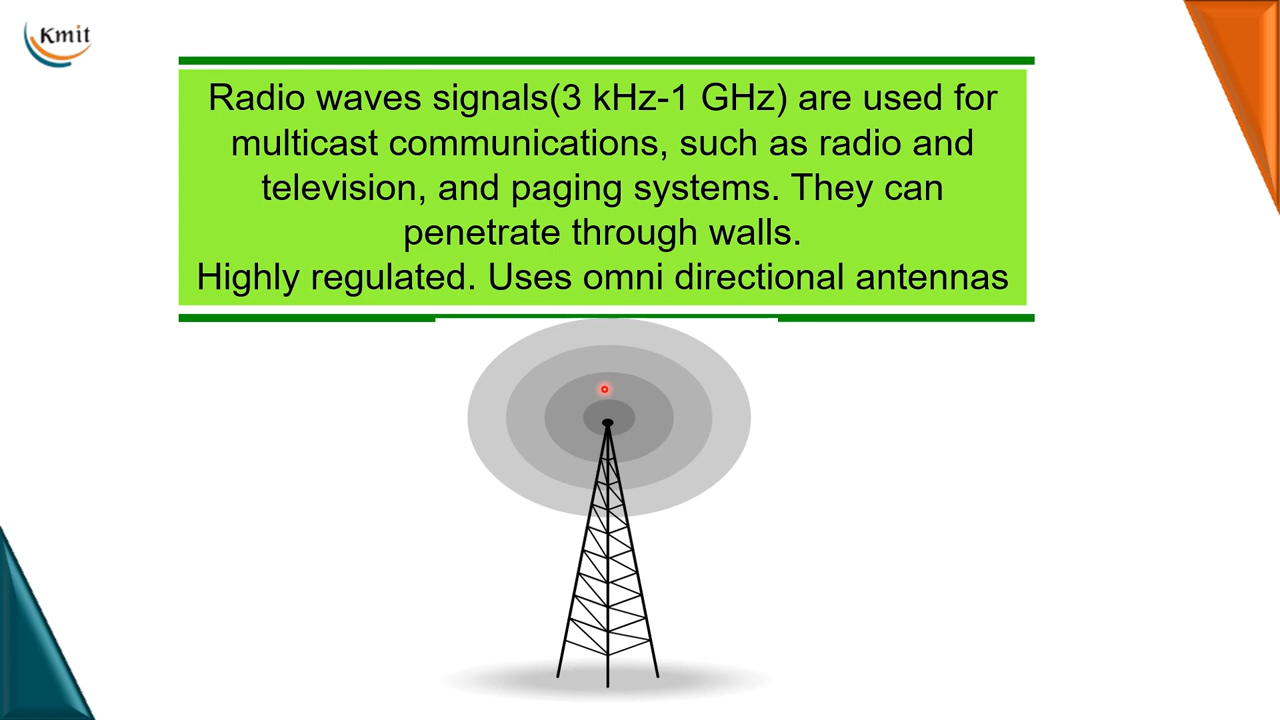 Kmit
Radio waves signals(3 kHz-1 GHz) are used for
multicast communications, such as radio and
television, and paging systems. They can
penetrate through walls.
Highly regulated. Uses omni directional antennas